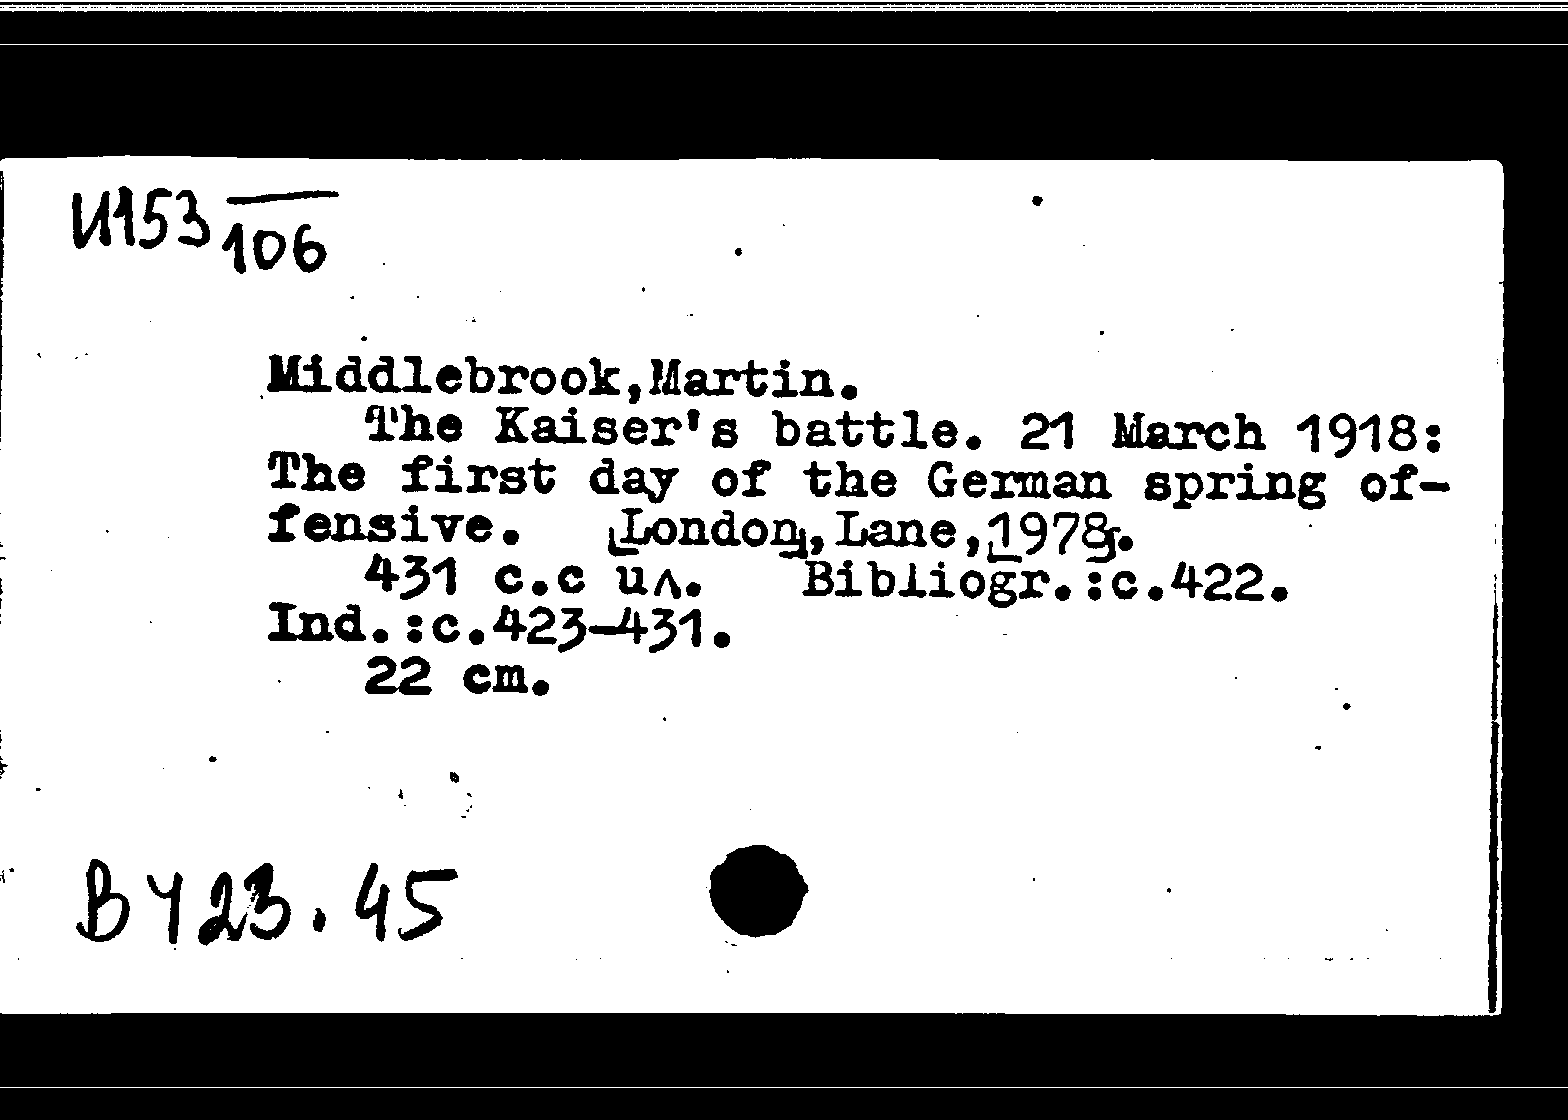 И153 106
Middlebrook,Martin.
The Kaiser's battle. 21 March 1918:
The first day of the German spring of-
fensive. [London],Lane,[1978].
431 c.c ил. Bibliogr.:c.422.
Ind.:c.423-431.
22 cm.
В У 23.45